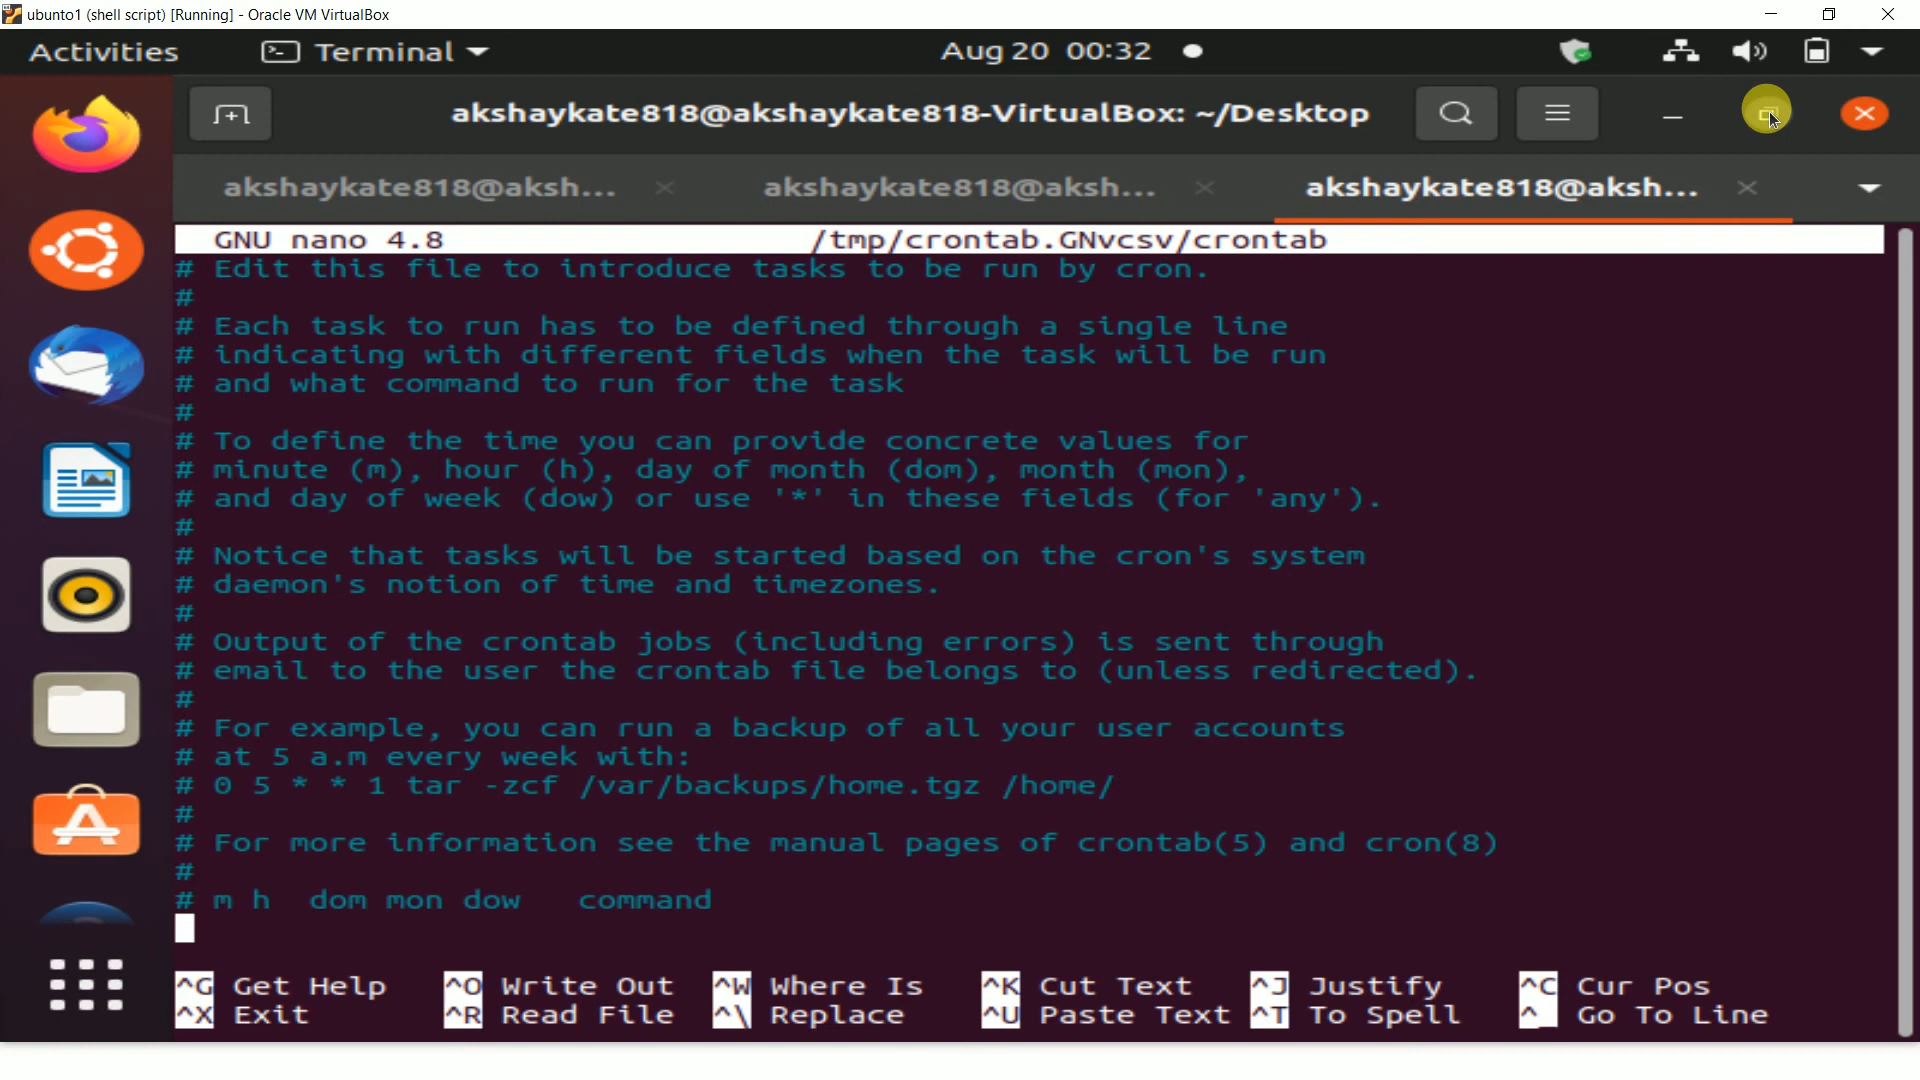 ubunto1 (shell script) [Running] - Oracle VM VirtualBox
Activities Terminal Aug 20 00:32
akshaykate818@akshaykate818-VirtualBox: ~/Desktop
akshaykate818@aksh... akshaykate818@aksh... akshaykate818@aksh...
GNU nano 4.8 /tmp/crontab.GNvcsv/crontab
# Edit this file to introduce tasks to be run by cron.
#
# Each task to run has to be defined through a single line
# indicating with different fields when the task will be run
# and what command to run for the task
#
# To define the time you can provide concrete values for
# minute (m), hour (h), day of month (dom), month (mon),
# and day of week (dow) or use '*' in these fields (for 'any').
#
# Notice that tasks will be started based on the cron's system
# daemon's notion of time and timezones.
#
# Output of the crontab jobs (including errors) is sent through
# email to the user the crontab file belongs to (unless redirected).
#
# For example, you can run a backup of all your user accounts
# at 5 a.m every week with:
# 0 5 * * 1 tar -zcf /var/backups/home.tgz /home/
#
# For more information see the manual pages of crontab(5) and cron(8)
#
# m h  dom mon dow   command
^G Get Help ^O Write Out ^W Where Is ^K Cut Text ^J Justify ^C Cur Pos
^X Exit ^R Read File ^\ Replace ^U Paste Text ^T To Spell ^_ Go To Line